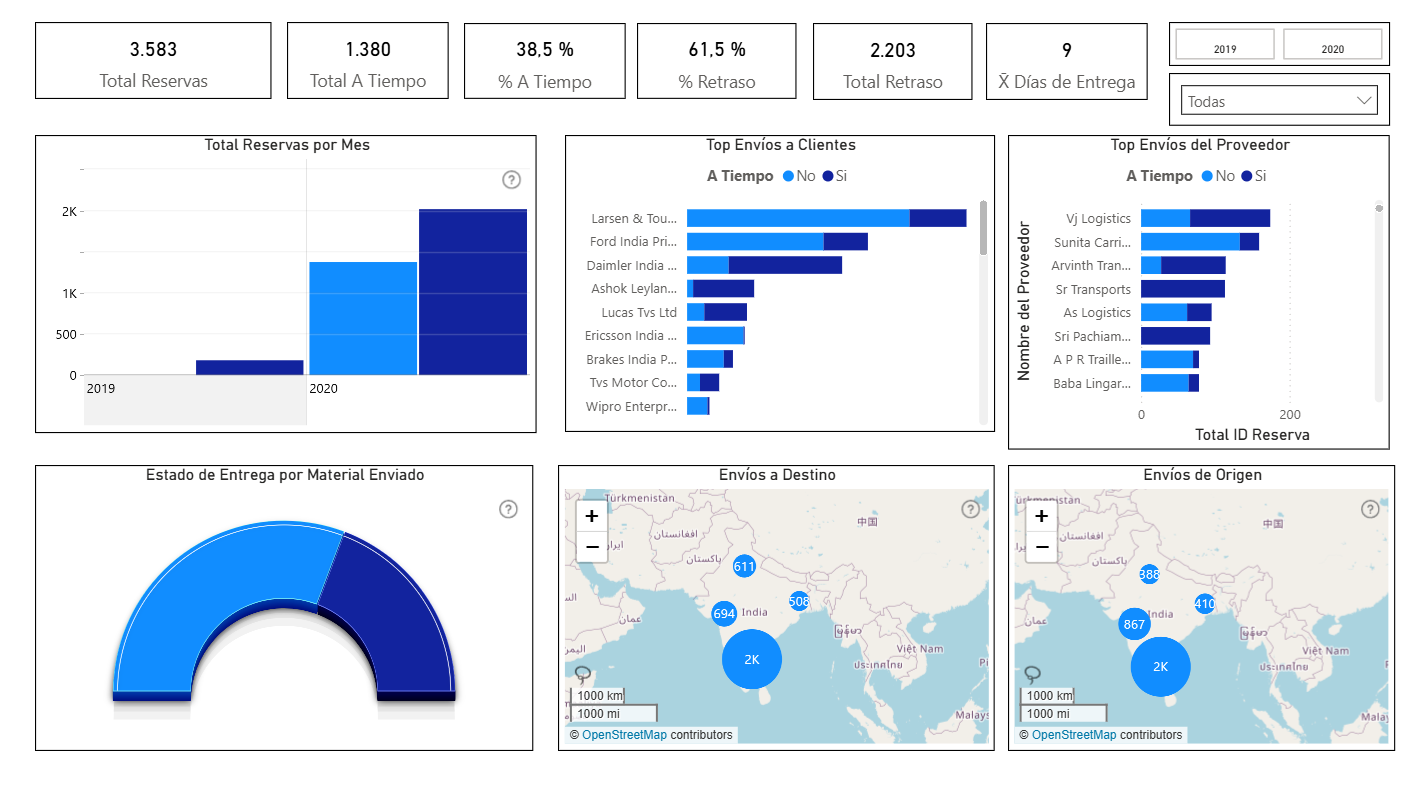 3.583
Total Reservas
1.380
Total A Tiempo
38,5 %
% A Tiempo
61,5 %
% Retraso
2.203
Total Retraso
9
X̄ Días de Entrega
2019
2020
Todas
Total Reservas por Mes
?
2K
1K
500
0
2019
2020
Top Envíos a Clientes
A Tiempo No Si
Larsen & Tou...
Ford India Pri...
Daimler India ...
Ashok Leylan...
Lucas Tvs Ltd
Ericsson India ...
Brakes India P...
Tvs Motor Co...
Wipro Enterpr...
Top Envíos del Proveedor
A Tiempo No Si
Nombre del Proveedor
Vj Logistics
Sunita Carri...
Arvinth Tran...
Sr Transports
As Logistics
Sri Pachiam...
A P R Traille...
Baba Lingar...
0
200
Total ID Reserva
Estado de Entrega por Material Enviado
?
Envíos a Destino
+
−
?
Türkmenistan
中国
افغانستان
ایران
پاکستان
611
508
694
India
عمان
اليمن
2K
Việt Nam
ประเทศไทย
Malays
1000 km
1000 mi
© OpenStreetMap contributors
Envíos de Origen
+
−
?
中国
افغانستان
پاکستان
388
410
867
India
عمان
2K
Việt Nam
ประเทศไทย
Malay
1000 km
1000 mi
© OpenStreetMap contributors